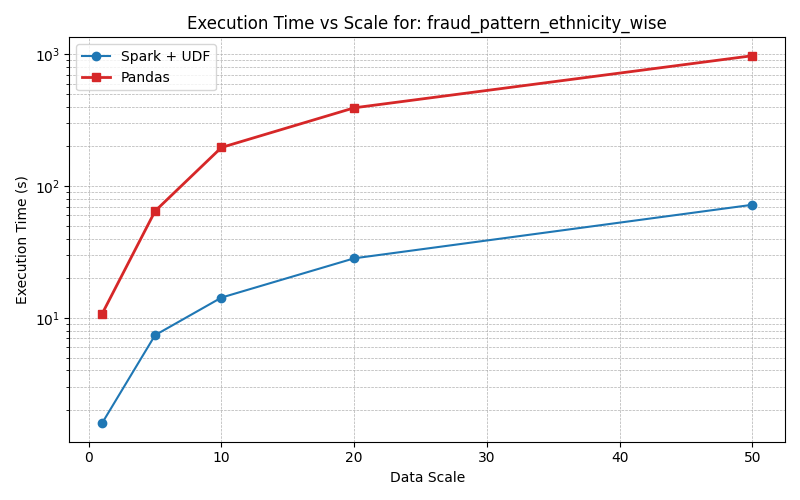 Execution Time vs Scale for: fraud_pattern_ethnicity_wise
Spark + UDF
Pandas
Execution Time (s)
10³
10²
10¹
0 10 20 30 40 50
Data Scale